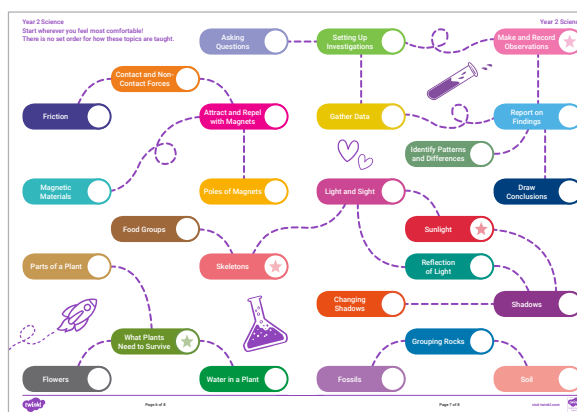 Year 2 Science
Start wherever you feel most comfortable!
There is no set order for how these topics are taught.
Year 2 Science
Asking
Questions
Setting Up
Investigations
Make and Record
Observations
Contact and Non-
Contact Forces
Friction
Attract and Repel
with Magnets
Gather Data
Report on
Findings
Identify Patterns
and Differences
Magnetic
Materials
Poles of Magnets
Light and Sight
Draw
Conclusions
Food Groups
Sunlight
Parts of a Plant
Skeletons
Reflection
of Light
Changing
Shadows
Shadows
What Plants
Need to Survive
Grouping Rocks
Flowers
Water in a Plant
Fossils
Soil
twinkl
Page 6 of 8
Page 7 of 8
visit twinkl.com